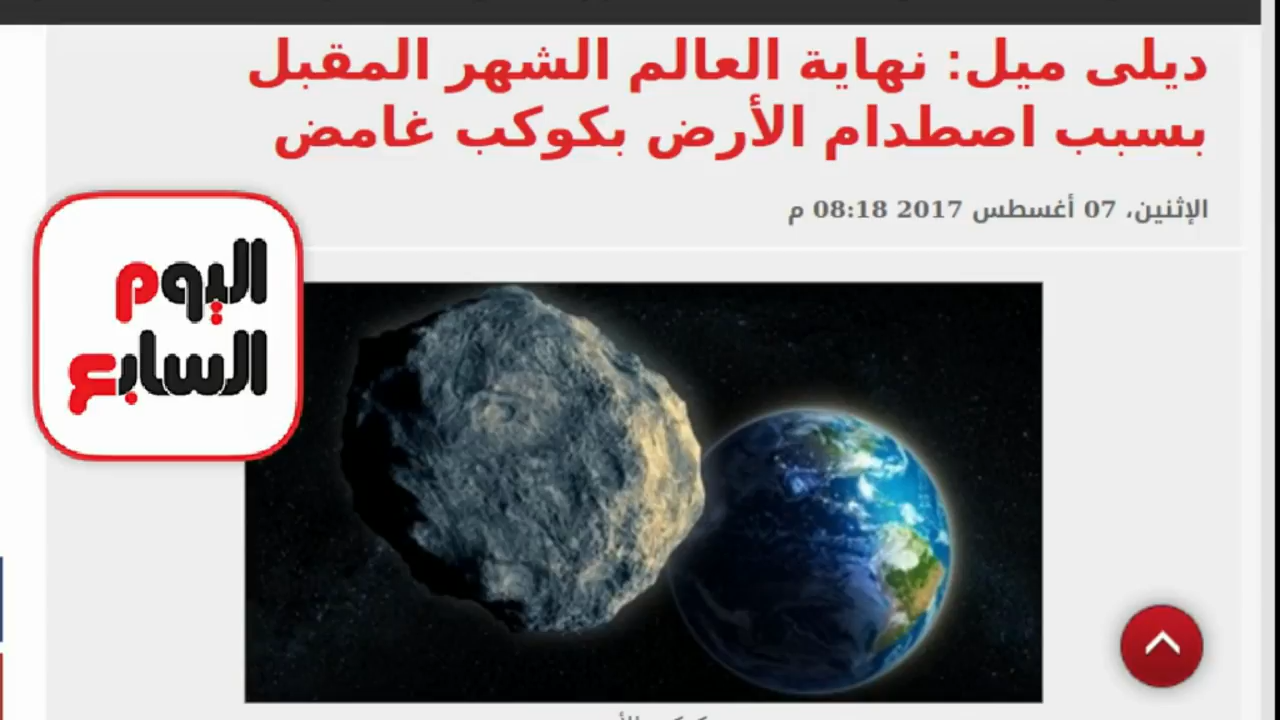 ديلى ميل: نهاية العالم الشهر المقبل
بسبب اصطدام الأرض بكوكب غامض
الإثنين، 07 أغسطس 2017 08:18 م
اليوم
السابع